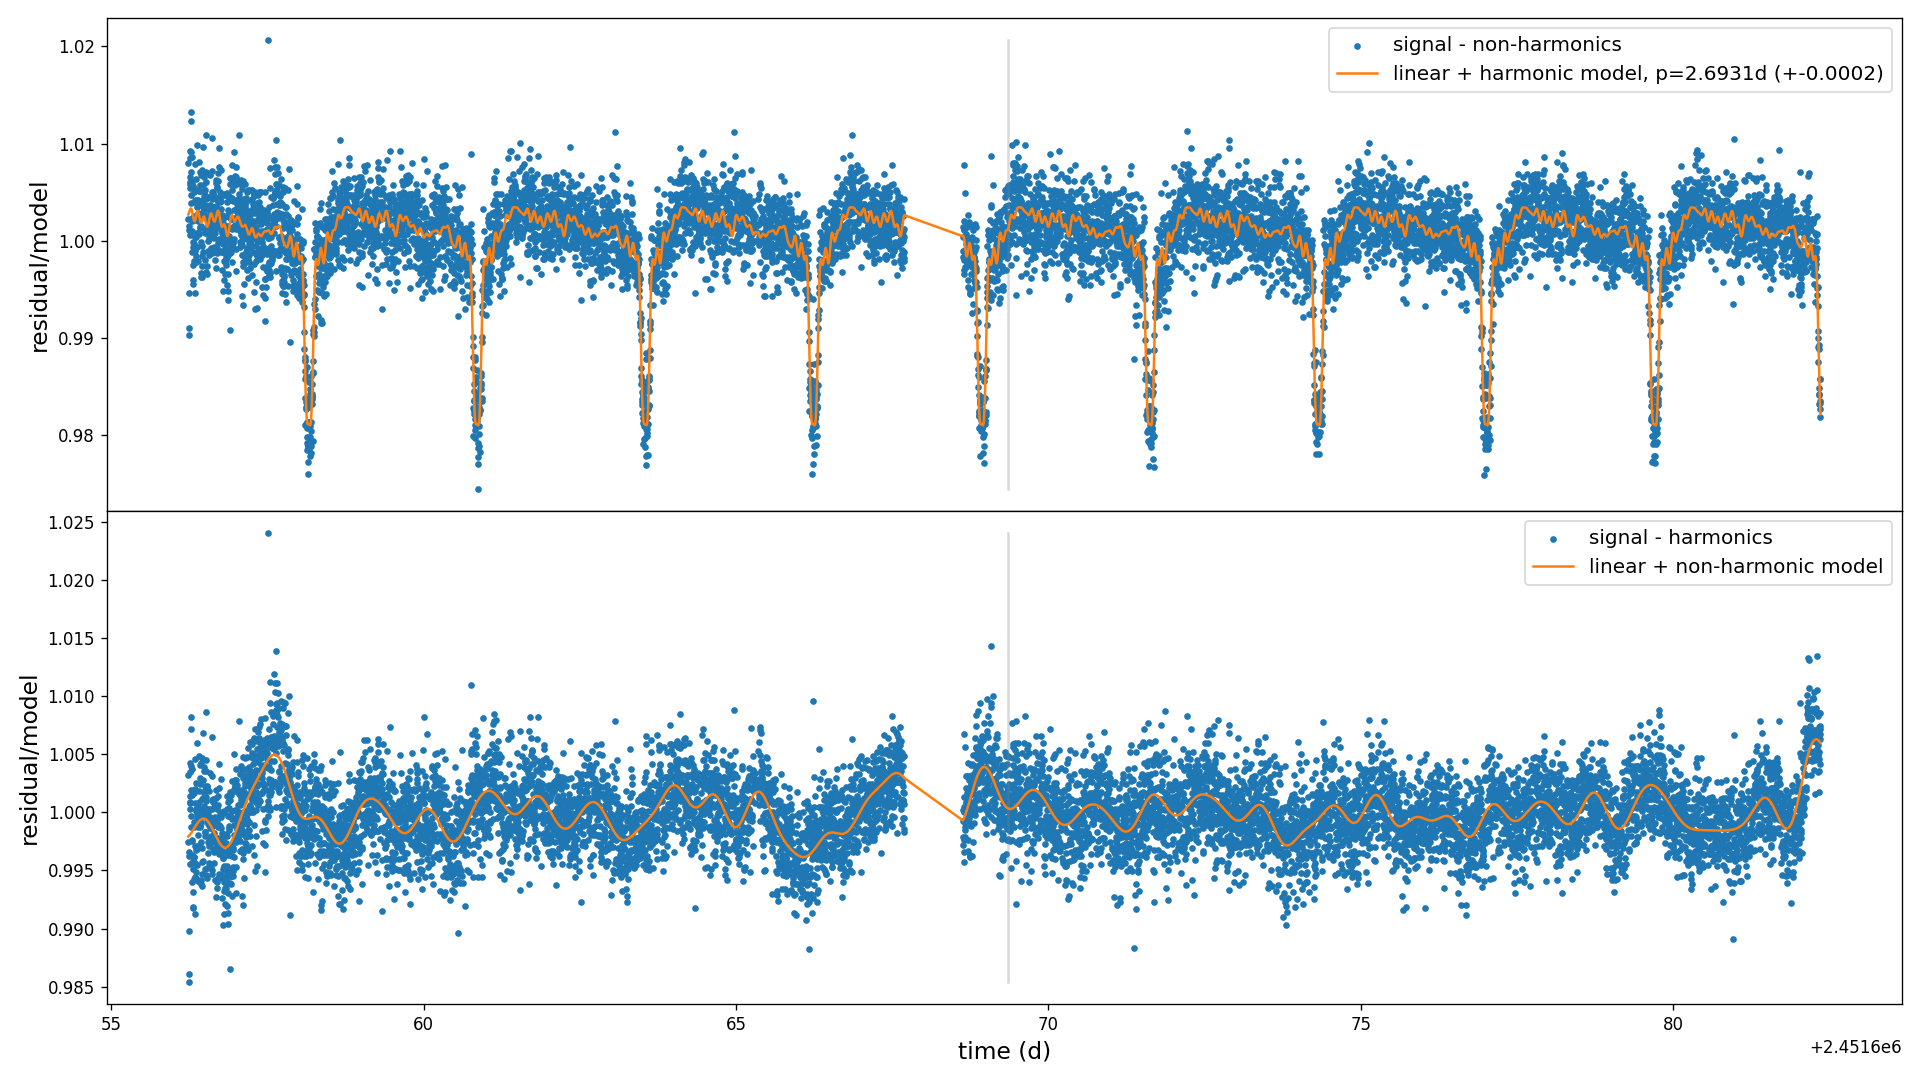 signal - non-harmonics
linear + harmonic model, p=2.6931d (+-0.0002)
residual/model
1.02
1.01
1.00
0.99
0.98
signal - harmonics
linear + non-harmonic model
residual/model
1.025
1.020
1.015
1.010
1.005
1.000
0.995
0.990
0.985
55 60 65 70 75 80
time (d)
+2.4516e6